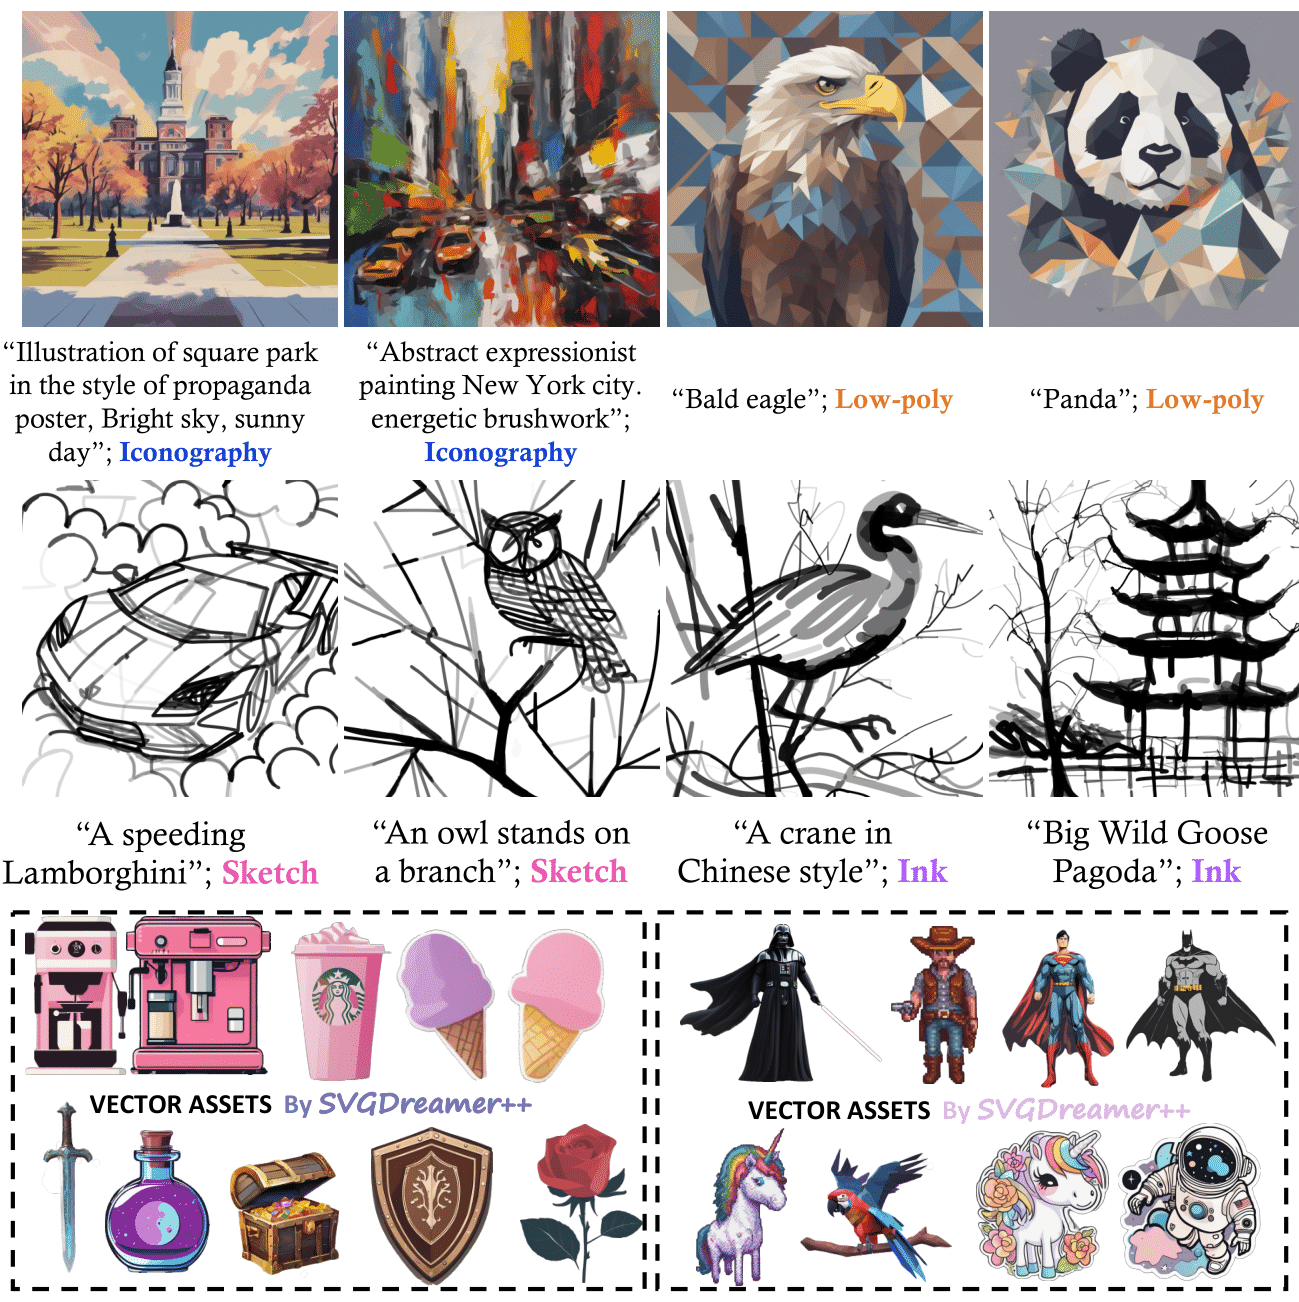 “Illustration of square park
in the style of propaganda
poster, Bright sky, sunny
day”; Iconography
“Abstract expressionist
painting New York city.
energetic brushwork”;
Iconography
“Bald eagle”; Low-poly
“Panda”; Low-poly
“A speeding
Lamborghini”; Sketch
“An owl stands on
a branch”; Sketch
“A crane in
Chinese style”; Ink
“Big Wild Goose
Pagoda”; Ink
VECTOR ASSETS By SVGDreamer++
VECTOR ASSETS By SVGDreamer++